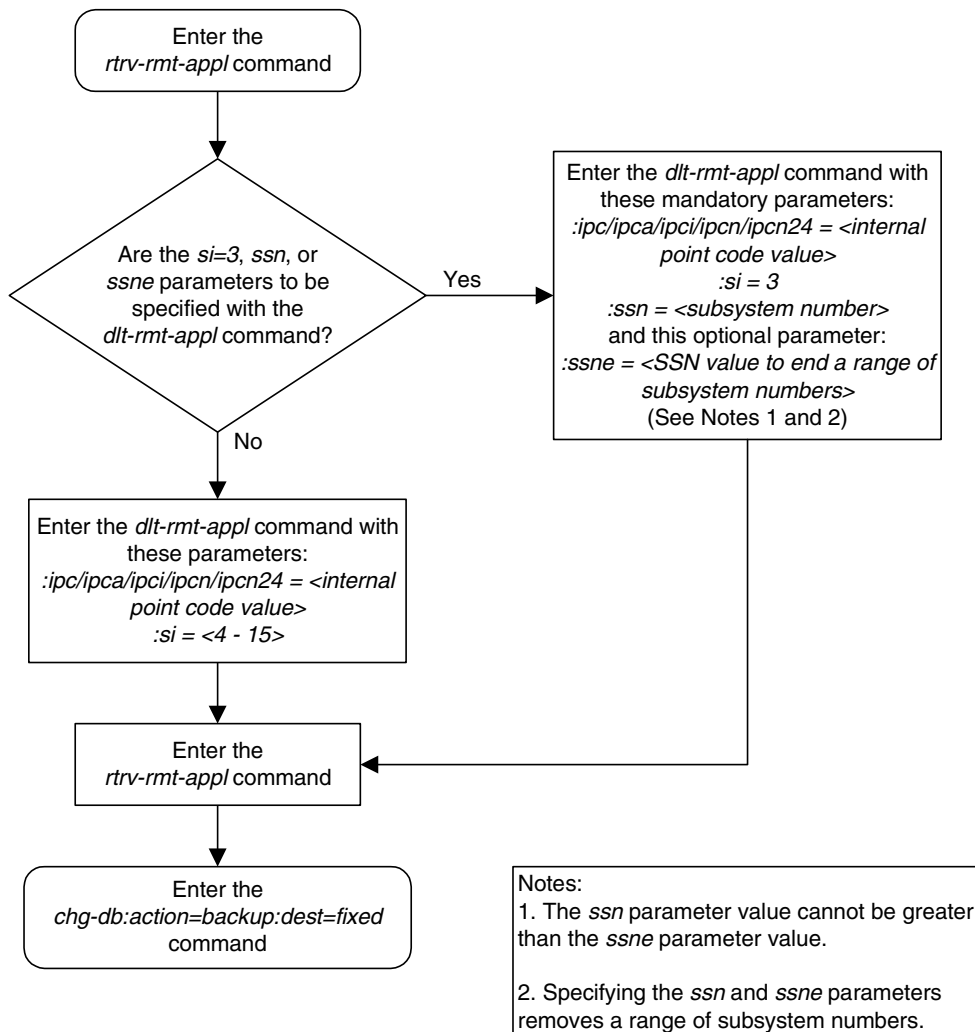 Enter the
rtrv-rmt-appl command
Are the si=3, ssn, or
ssne parameters to be
specified with the
dlt-rmt-appl command?
Yes
Enter the dlt-rmt-appl command with
these mandatory parameters:
:ipc/ipca/ipci/ipcn/ipcn24 = <internal
point code value>
:si = 3
:ssn = <subsystem number>
and this optional parameter:
:ssne = <SSN value to end a range of
subsystem numbers>
(See Notes 1 and 2)
No
Enter the dlt-rmt-appl command with
these parameters:
:ipc/ipca/ipci/ipcn/ipcn24 = <internal
point code value>
:si = <4 - 15>
Enter the
rtrv-rmt-appl command
Enter the
chg-db:action=backup:dest=fixed
command
Notes:
1. The ssn parameter value cannot be greater
than the ssne parameter value.
2. Specifying the ssn and ssne parameters
removes a range of subsystem numbers.